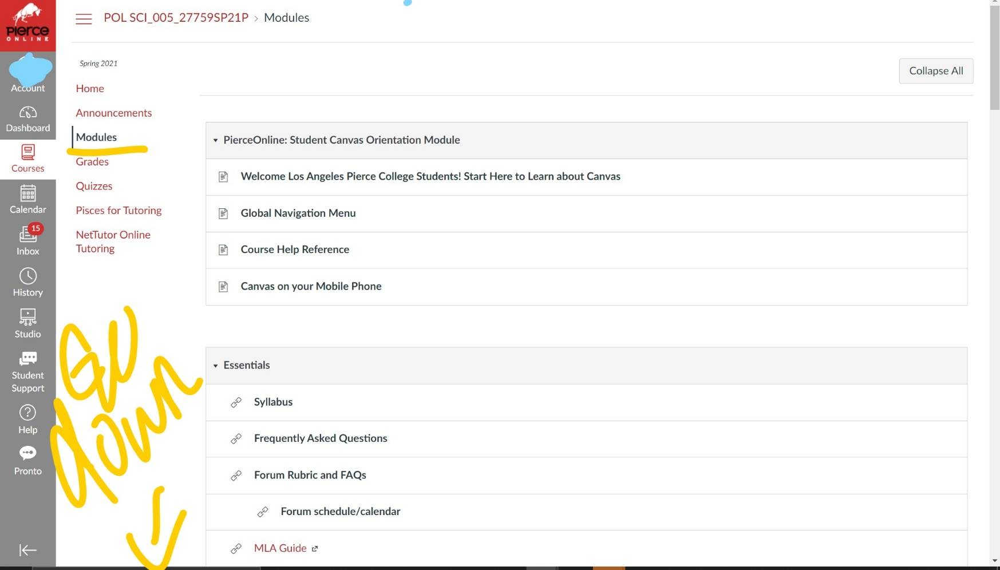 PIERCE
ONLINE
POL SCI_005_27759SP21P › Modules
Account
Dashboard
Courses
Calendar
15
Inbox
History
Studio
Student
Support
Help
Pronto
Spring 2021
Home
Announcements
Modules
Grades
Quizzes
Pisces for Tutoring
NetTutor Online
Tutoring
Go
down
Collapse All
PierceOnline: Student Canvas Orientation Module
Welcome Los Angeles Pierce College Students! Start Here to Learn about Canvas
Global Navigation Menu
Course Help Reference
Canvas on your Mobile Phone
Essentials
Syllabus
Frequently Asked Questions
Forum Rubric and FAQs
Forum schedule/calendar
MLA Guide